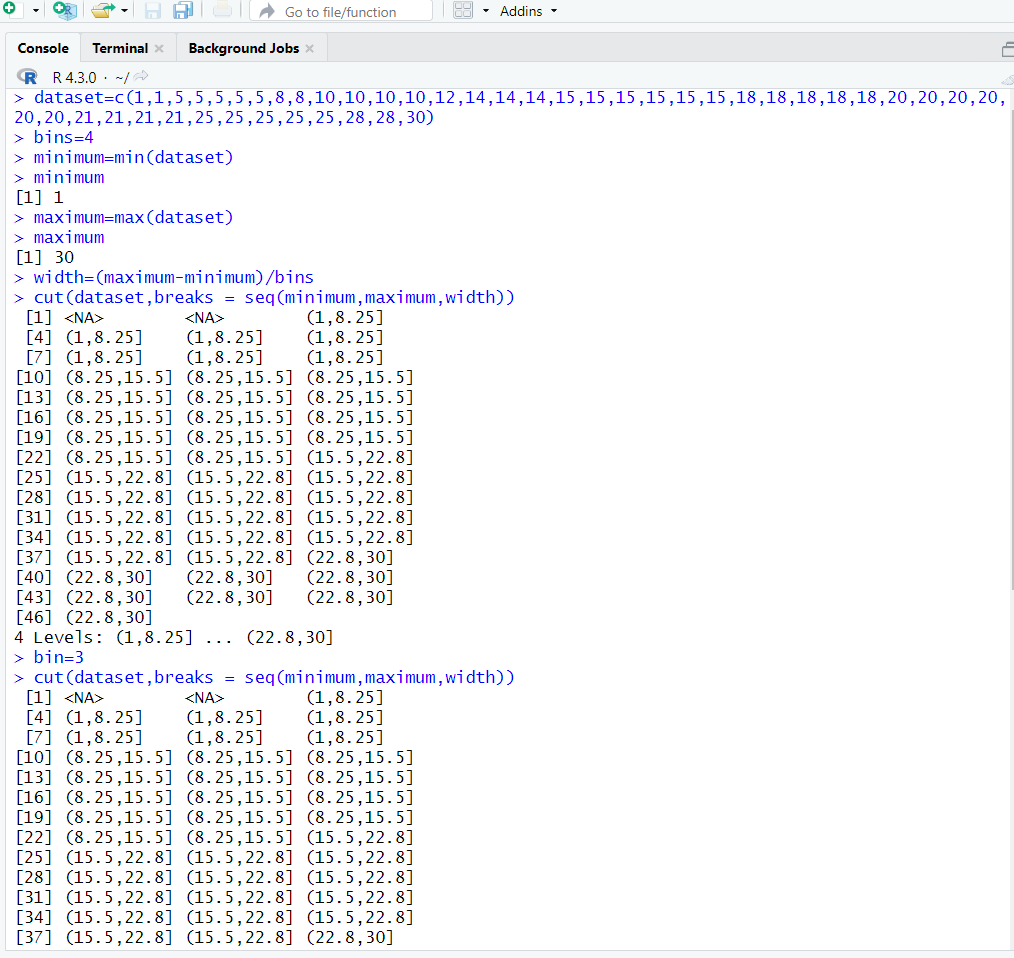 Go to file/function Addins
Console Terminal Background Jobs
R R 4.3.0 · ~/
> dataset=c(1,1,5,5,5,5,5,8,8,10,10,10,10,12,14,14,14,15,15,15,15,15,15,18,18,18,18,18,20,20,20,20,
20,20,21,21,21,21,25,25,25,25,25,28,28,30)
> bins=4
> minimum=min(dataset)
> minimum
[1] 1
> maximum=max(dataset)
> maximum
[1] 30
> width=(maximum-minimum)/bins
> cut(dataset,breaks = seq(minimum,maximum,width))
[1] <NA> <NA> (1,8.25]
[4] (1,8.25] (1,8.25] (1,8.25]
[7] (1,8.25] (1,8.25] (1,8.25]
[10] (8.25,15.5] (8.25,15.5] (8.25,15.5]
[13] (8.25,15.5] (8.25,15.5] (8.25,15.5]
[16] (8.25,15.5] (8.25,15.5] (8.25,15.5]
[19] (8.25,15.5] (8.25,15.5] (8.25,15.5]
[22] (8.25,15.5] (8.25,15.5] (15.5,22.8]
[25] (15.5,22.8] (15.5,22.8] (15.5,22.8]
[28] (15.5,22.8] (15.5,22.8] (15.5,22.8]
[31] (15.5,22.8] (15.5,22.8] (15.5,22.8]
[34] (15.5,22.8] (15.5,22.8] (15.5,22.8]
[37] (15.5,22.8] (15.5,22.8] (22.8,30]
[40] (22.8,30] (22.8,30] (22.8,30]
[43] (22.8,30] (22.8,30] (22.8,30]
[46] (22.8,30]
4 Levels: (1,8.25] ... (22.8,30]
> bin=3
> cut(dataset,breaks = seq(minimum,maximum,width))
[1] <NA> <NA> (1,8.25]
[4] (1,8.25] (1,8.25] (1,8.25]
[7] (1,8.25] (1,8.25] (1,8.25]
[10] (8.25,15.5] (8.25,15.5] (8.25,15.5]
[13] (8.25,15.5] (8.25,15.5] (8.25,15.5]
[16] (8.25,15.5] (8.25,15.5] (8.25,15.5]
[19] (8.25,15.5] (8.25,15.5] (8.25,15.5]
[22] (8.25,15.5] (8.25,15.5] (15.5,22.8]
[25] (15.5,22.8] (15.5,22.8] (15.5,22.8]
[28] (15.5,22.8] (15.5,22.8] (15.5,22.8]
[31] (15.5,22.8] (15.5,22.8] (15.5,22.8]
[34] (15.5,22.8] (15.5,22.8] (15.5,22.8]
[37] (15.5,22.8] (15.5,22.8] (22.8,30]